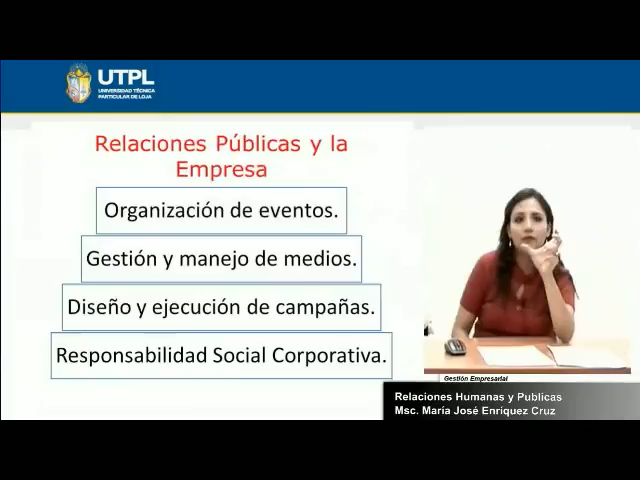 UTPL
UNIVERSIDAD TÉCNICA
PARTICULAR DE LOJA
Relaciones Públicas y la
Empresa
Organización de eventos.
Gestión y manejo de medios.
Diseño y ejecución de campañas.
Responsabilidad Social Corporativa.
Gestión Empresarial
Relaciones Humanas y Publicas
Msc. María José Enríquez Cruz